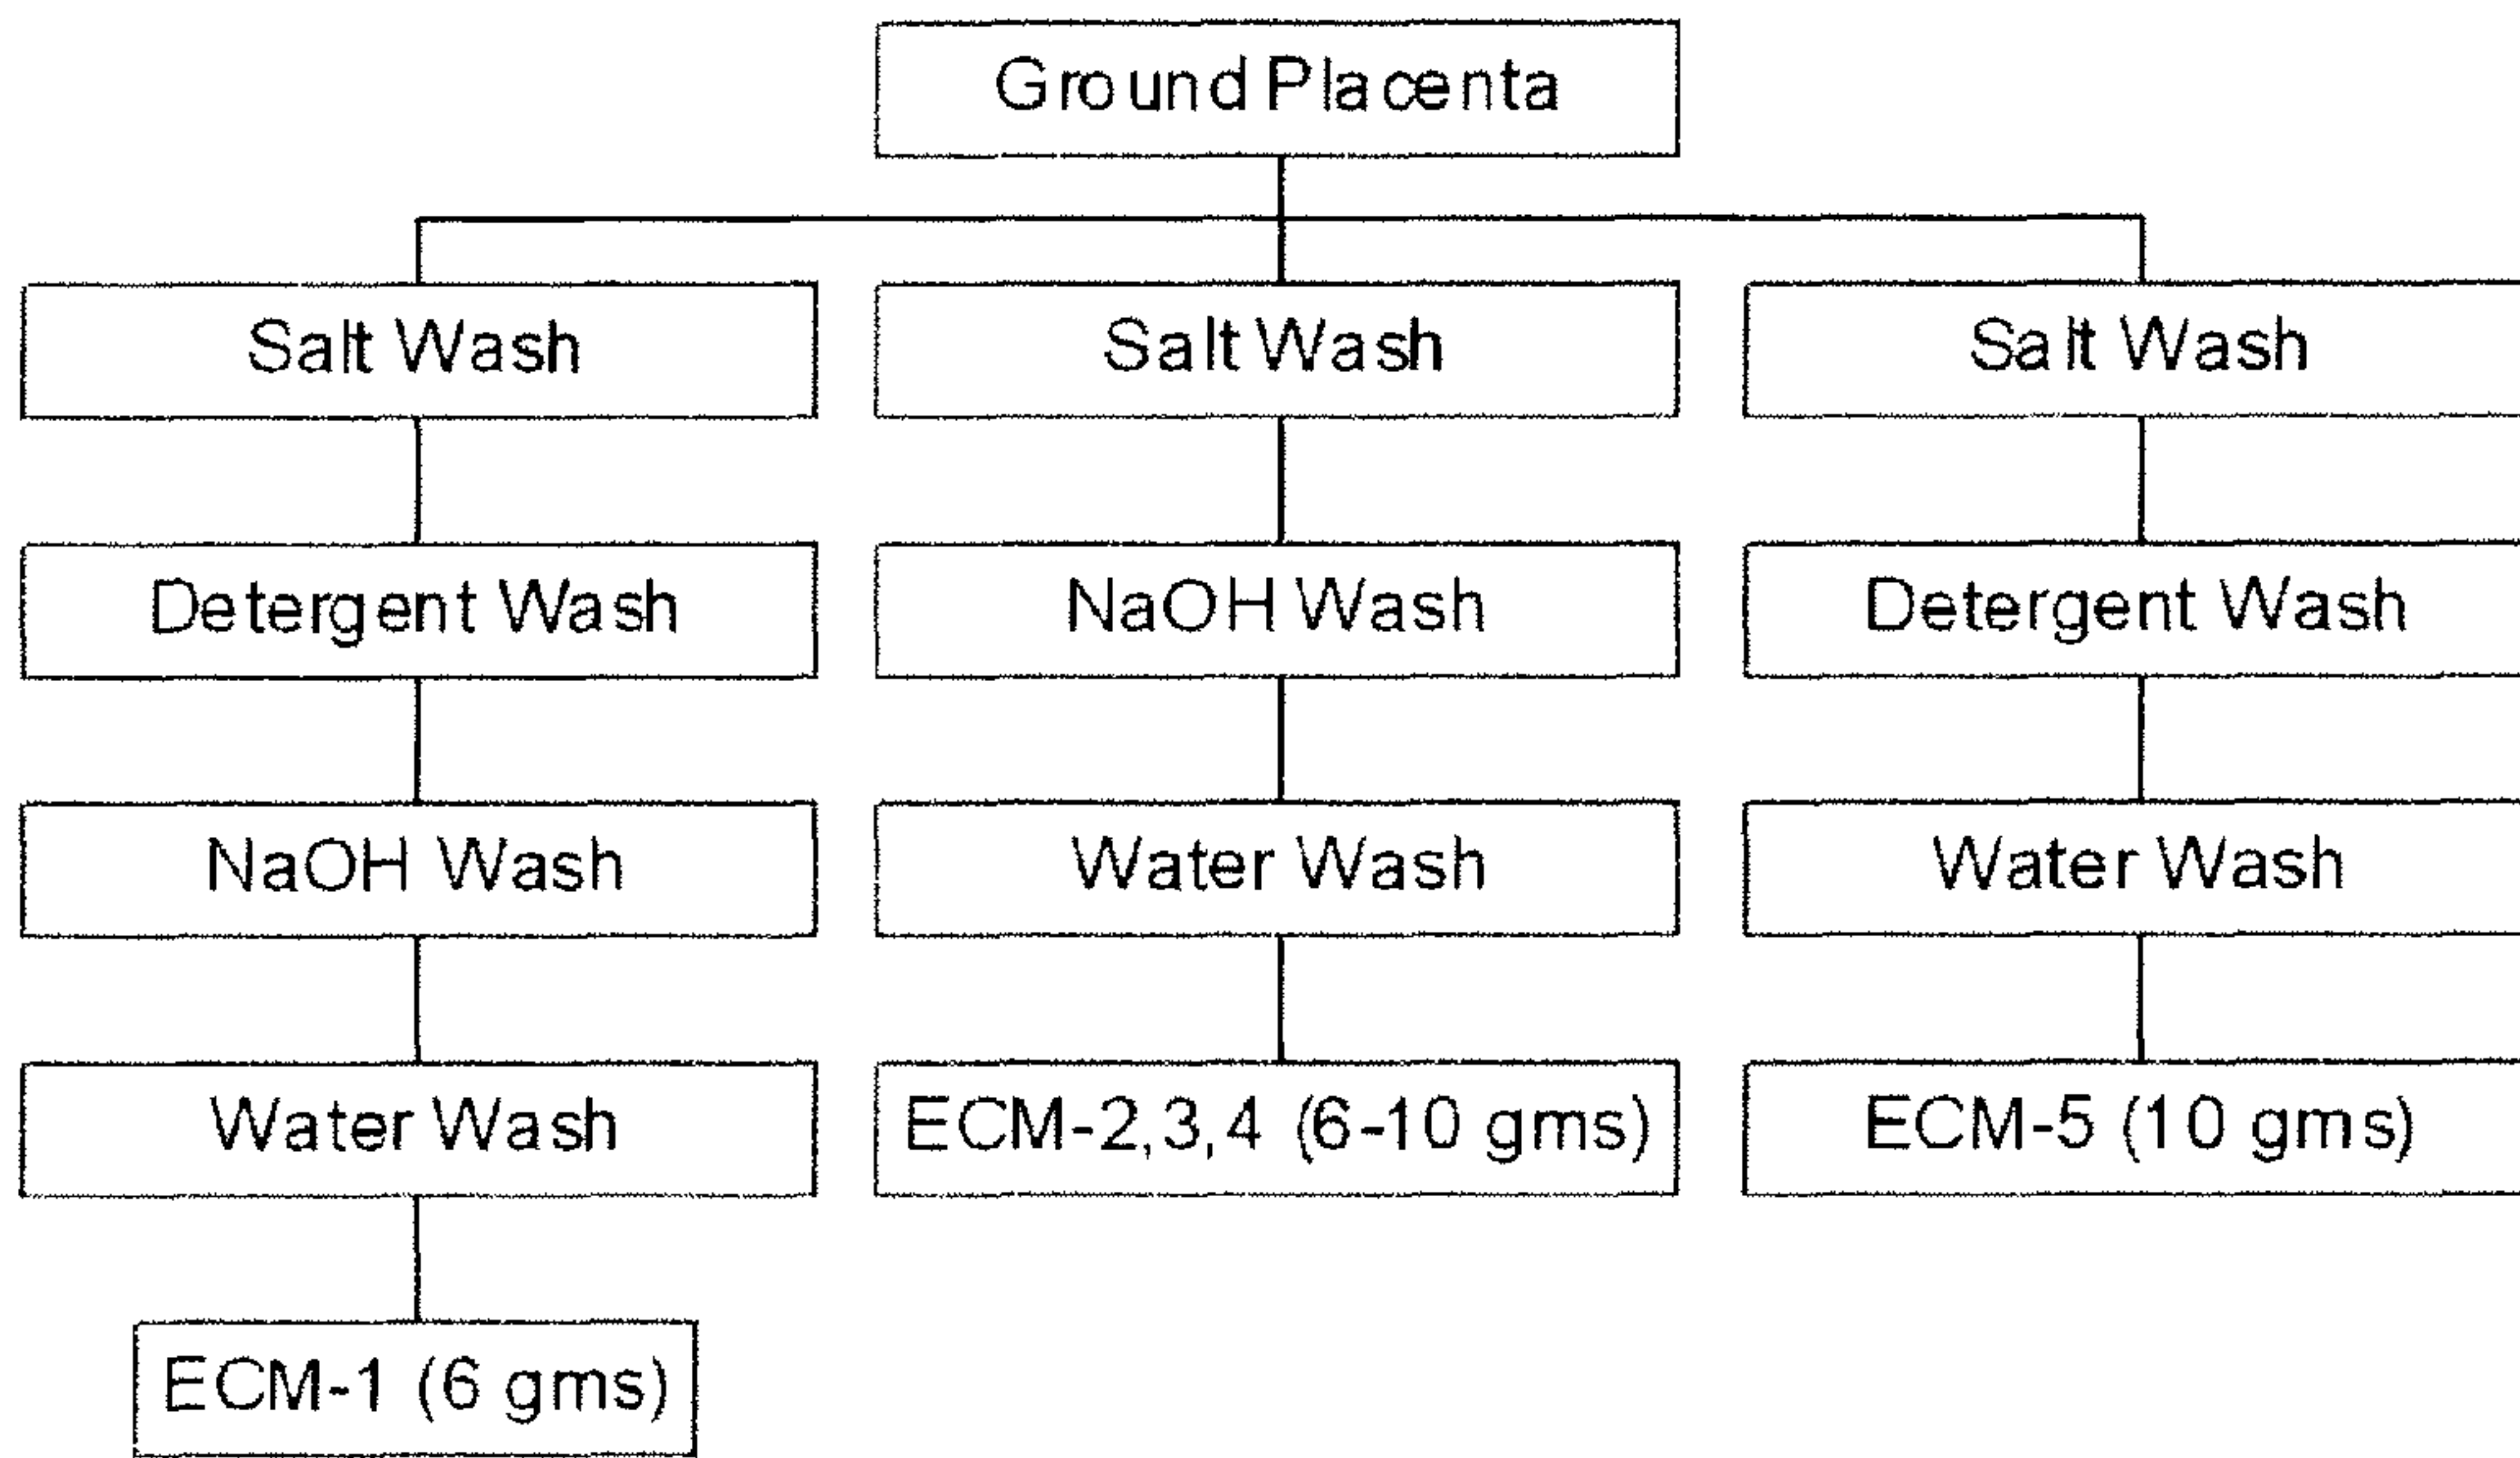 Ground Placenta
Salt Wash
Salt Wash
Salt Wash
Detergent Wash
NaOH Wash
Detergent Wash
NaOH Wash
Water Wash
Water Wash
Water Wash
ECM-2,3,4 (6-10 gms)
ECM-5 (10 gms)
ECM-1 (6 gms)